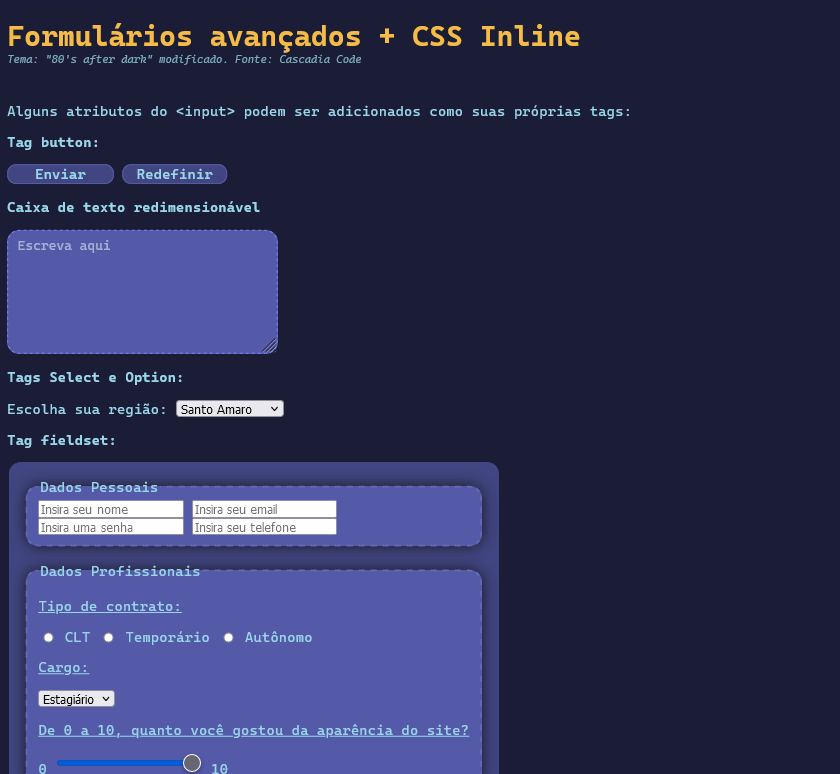 Formulários avançados + CSS Inline
Tema: "80's after dark" modificado. Fonte: Cascadia Code
Alguns atributos do <input> podem ser adicionados como suas próprias tags:
Tag button:
Enviar Redefinir
Caixa de texto redimensionável
Escreva aqui
Tags Select e Option:
Escolha sua região: Santo Amaro
Tag fieldset:
Dados Pessoais
Insira seu nome Insira seu email
Insira uma senha Insira seu telefone
Dados Profissionais
Tipo de contrato:
CLT Temporário Autônomo
Cargo:
Estagiário
De 0 a 10, quanto você gostou da aparência do site?
0 10